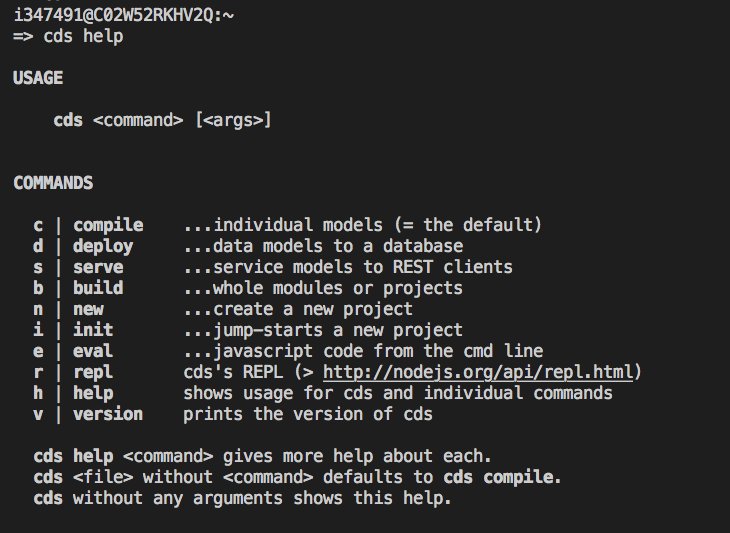 i347491@C02W52RKHV2Q:~
=> cds help
USAGE
cds <command> [<args>]
COMMANDS
c | compile ...individual models (= the default)
d | deploy ...data models to a database
s | serve ...service models to REST clients
b | build ...whole modules or projects
n | new ...create a new project
i | init ...jump-starts a new project
e | eval ...javascript code from the cmd line
r | repl cds's REPL (> http://nodejs.org/api/repl.html)
h | help shows usage for cds and individual commands
v | version prints the version of cds
cds help <command> gives more help about each.
cds <file> without <command> defaults to cds compile.
cds without any arguments shows this help.